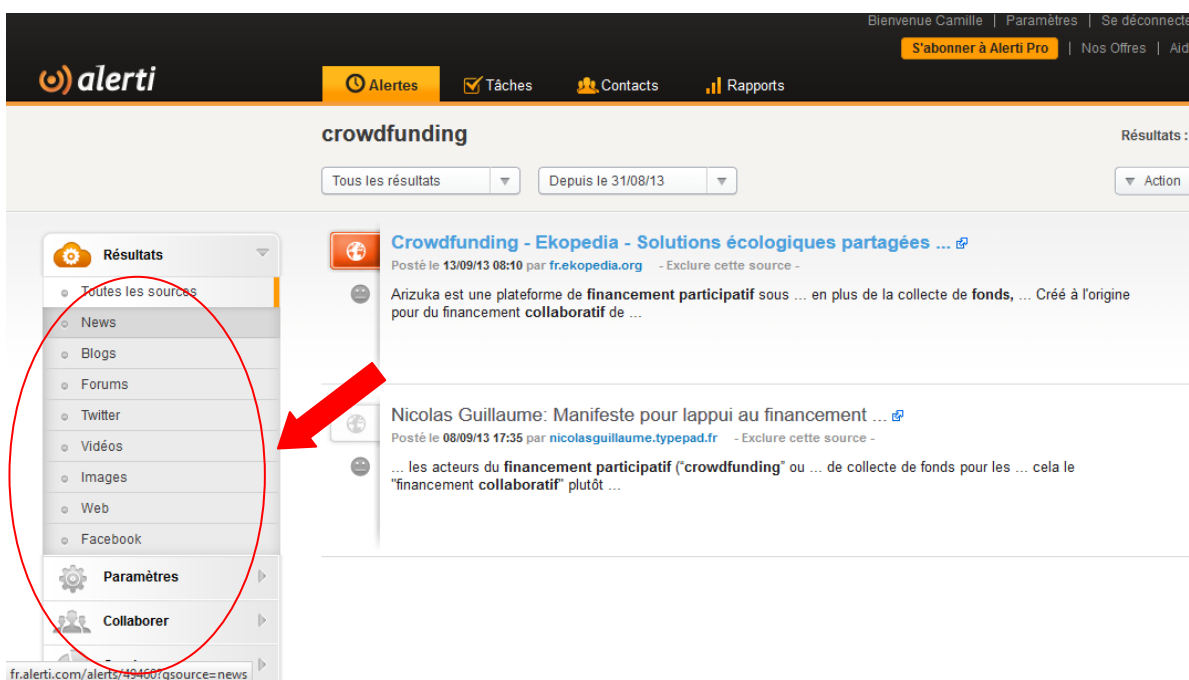 Bienvenue Camille | Paramètres | Se déconnecte
S'abonner à Alerti Pro | Nos Offres | Aid
alerti
Alertes Tâches Contacts Rapports
crowdfunding
Résultats :
Tous les résultats Depuis le 31/08/13 Action
Résultats
Toutes les sources
News
Blogs
Forums
Twitter
Vidéos
Images
Web
Facebook
Paramètres
Collaborer
fr.alerti.com/alerts/49460?qsource=news
Crowdfunding - Ekopedia - Solutions écologiques partagées ...
Posté le 13/09/13 08:10 par fr.ekopedia.org - Exclure cette source -
Arizuka est une plateforme de financement participatif sous … en plus de la collecte de fonds, … Créé à l'origine
pour du financement collaboratif de …
Nicolas Guillaume: Manifeste pour lappui au financement ...
Posté le 08/09/13 17:35 par nicolasguillaume.typepad.fr - Exclure cette source -
… les acteurs du financement participatif (“crowdfunding” ou … de collecte de fonds pour les … cela le
"financement collaboratif" plutôt …